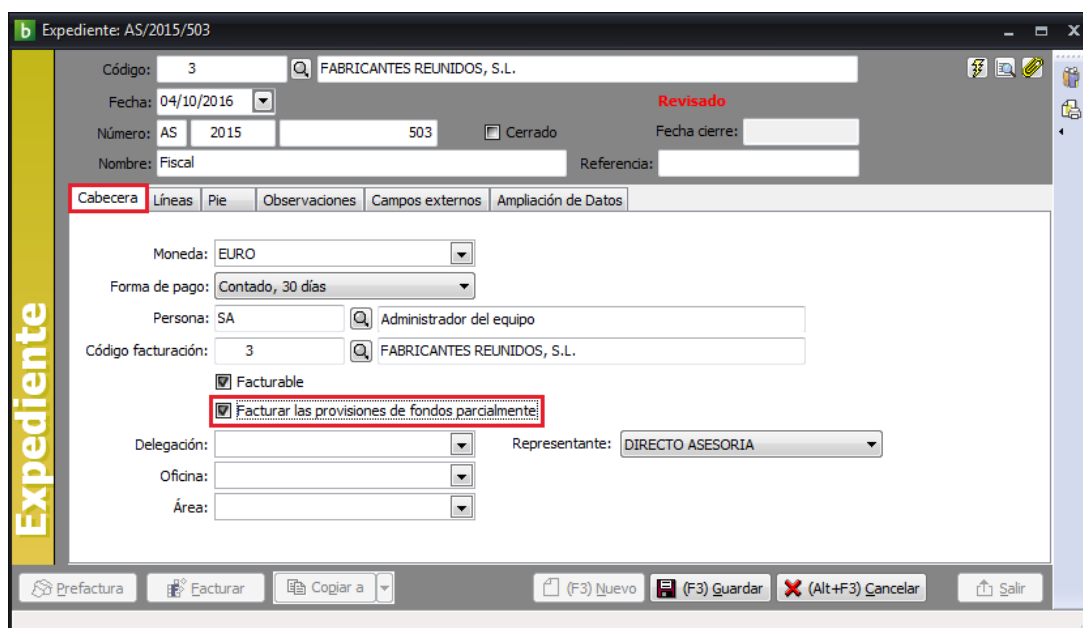 b Expediente: AS/2015/503
Código: 3 FABRICANTES REUNIDOS, S.L.
Fecha: 04/10/2016 Revisado
Número: AS 2015 503 Cerrado Fecha cierre:
Nombre: Fiscal Referencia:
Cabecera Líneas Pie Observaciones Campos externos Ampliación de Datos
Moneda: EURO
Forma de pago: Contado, 30 días
Persona: SA Administrador del equipo
Código facturación: 3 FABRICANTES REUNIDOS, S.L.
Facturable
Facturar las provisiones de fondos parcialmente
Delegación: Representante: DIRECTO ASESORIA
Oficina:
Área:
Expediente
Prefactura Facturar Copiar a (F3) Nuevo (F3) Guardar (Alt+F3) Cancelar Salir